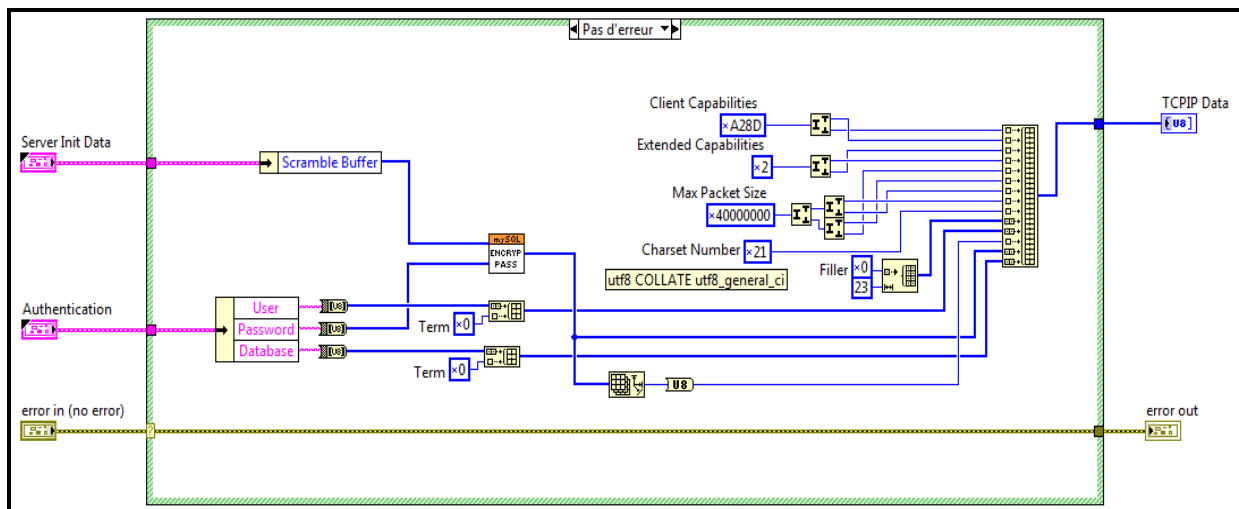 Pas d'erreur
Client Capabilities
×A28D
Extended Capabilities
×2
Max Packet Size
×40000000
Charset Number ×21
utf8 COLLATE utf8_general_ci
Filler ×0
23
TCPIP Data
[U8]
Server Init Data
Scramble Buffer
mySQL
ENCRYP
PASS
Authentication
User [U8]
Password [U8]
Database [U8]
Term ×0
Term ×0
U8
error in (no error)
?
error out